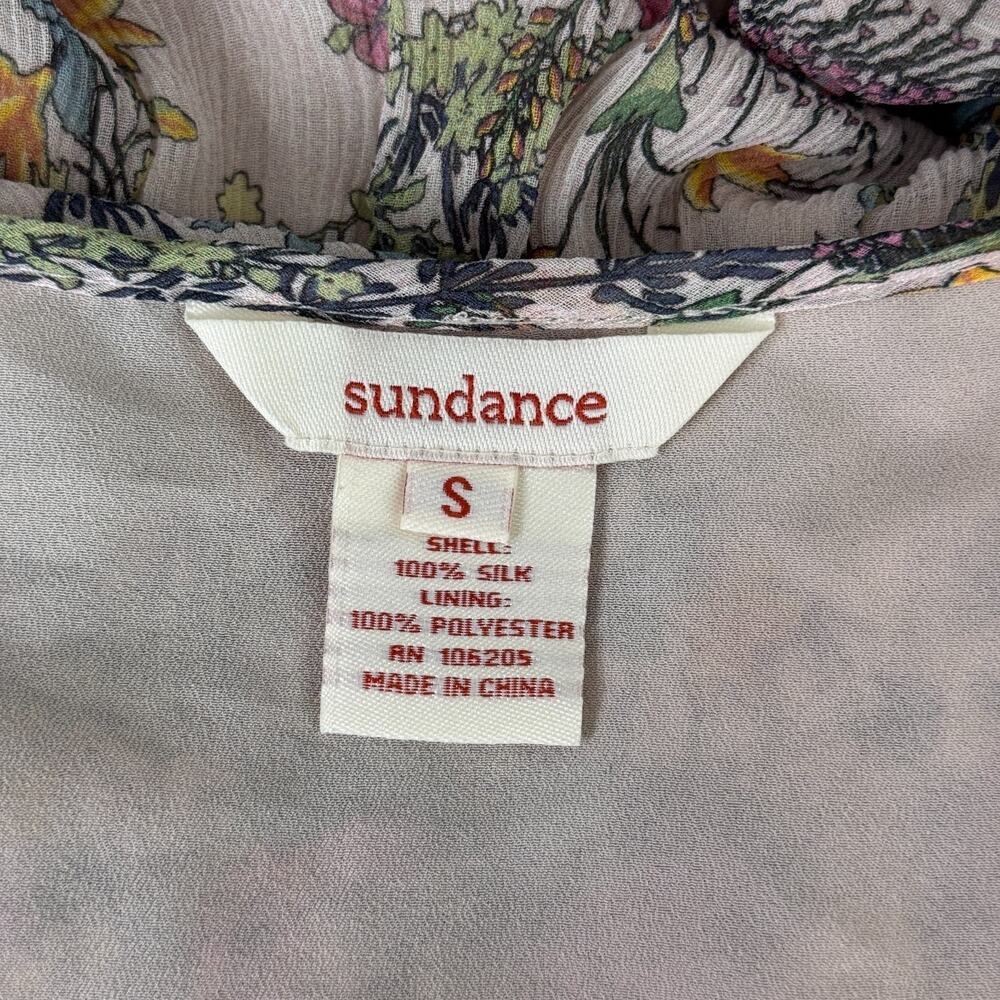 sundance
S
SHELL:
100% SILK
LINING:
100% POLYESTER
RN 106205
MADE IN CHINA